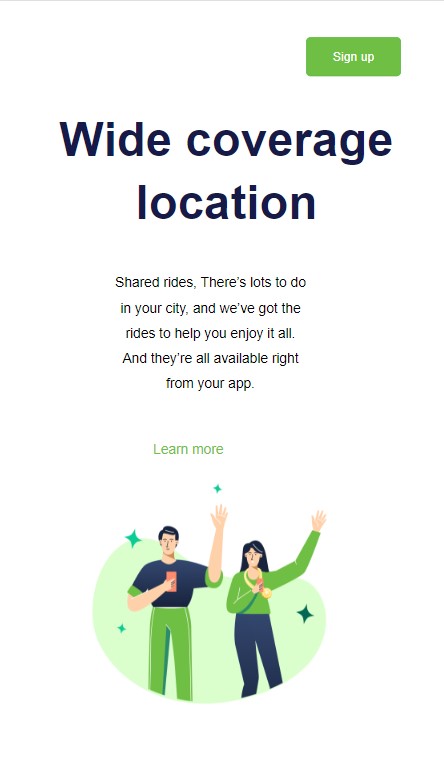 Sign up
Wide coverage
location
Shared rides, There’s lots to do
in your city, and we’ve got the
rides to help you enjoy it all.
And they’re all available right
from your app.
Learn more